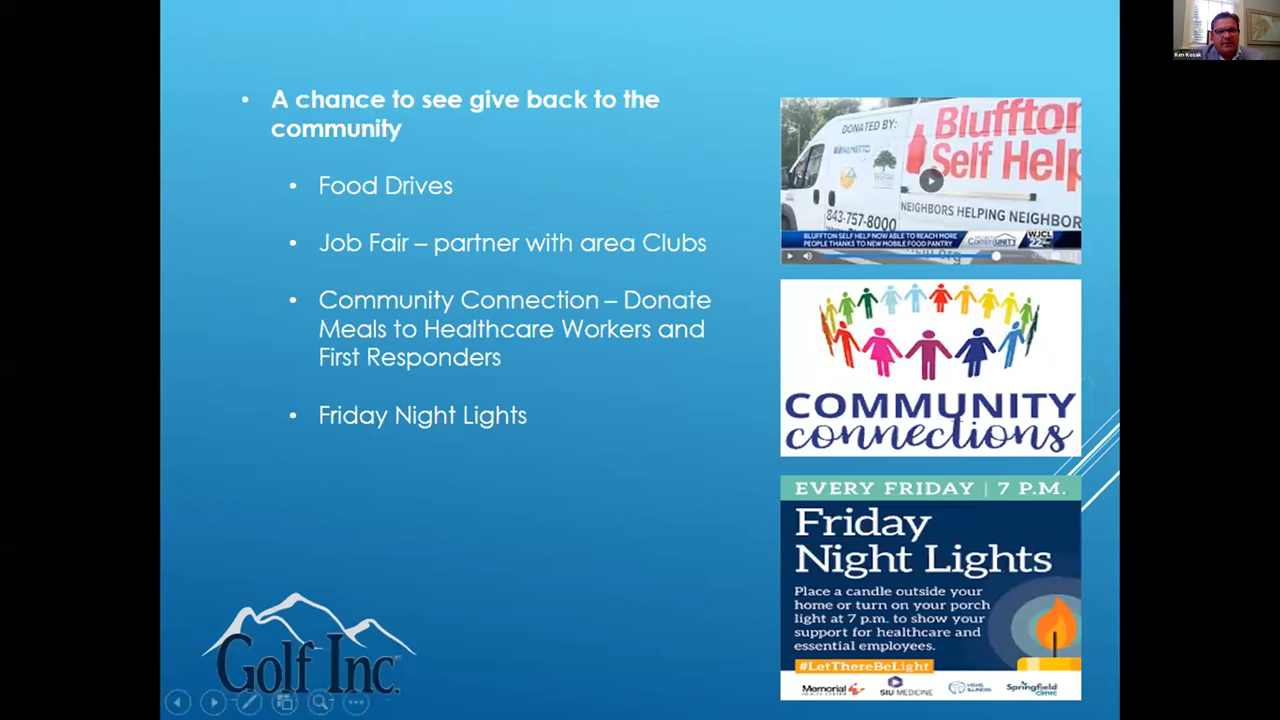 Ken Kosak
• A chance to see give back to the
community
• Food Drives
• Job Fair – partner with area Clubs
• Community Connection – Donate
Meals to Healthcare Workers and
First Responders
• Friday Night Lights
DONATED BY:
Bluffton
Self Help
843-757-8000
NEIGHBORS HELPING NEIGHBOR
BLUFFTON SELF HELP NOW ABLE TO REACH MORE
PEOPLE THANKS TO NEW MOBILE FOOD PANTRY
COMMUNITY
WJCL
22
COMMUNITY
connections
EVERY FRIDAY | 7 P.M.
Friday
Night Lights
Place a candle outside your
home or turn on your porch
light at 7 p.m. to show your
support for healthcare and
essential employees.
#LetThereBeLight
Memorial
SIU MEDICINE
Springfield
clinic
Golf Inc.